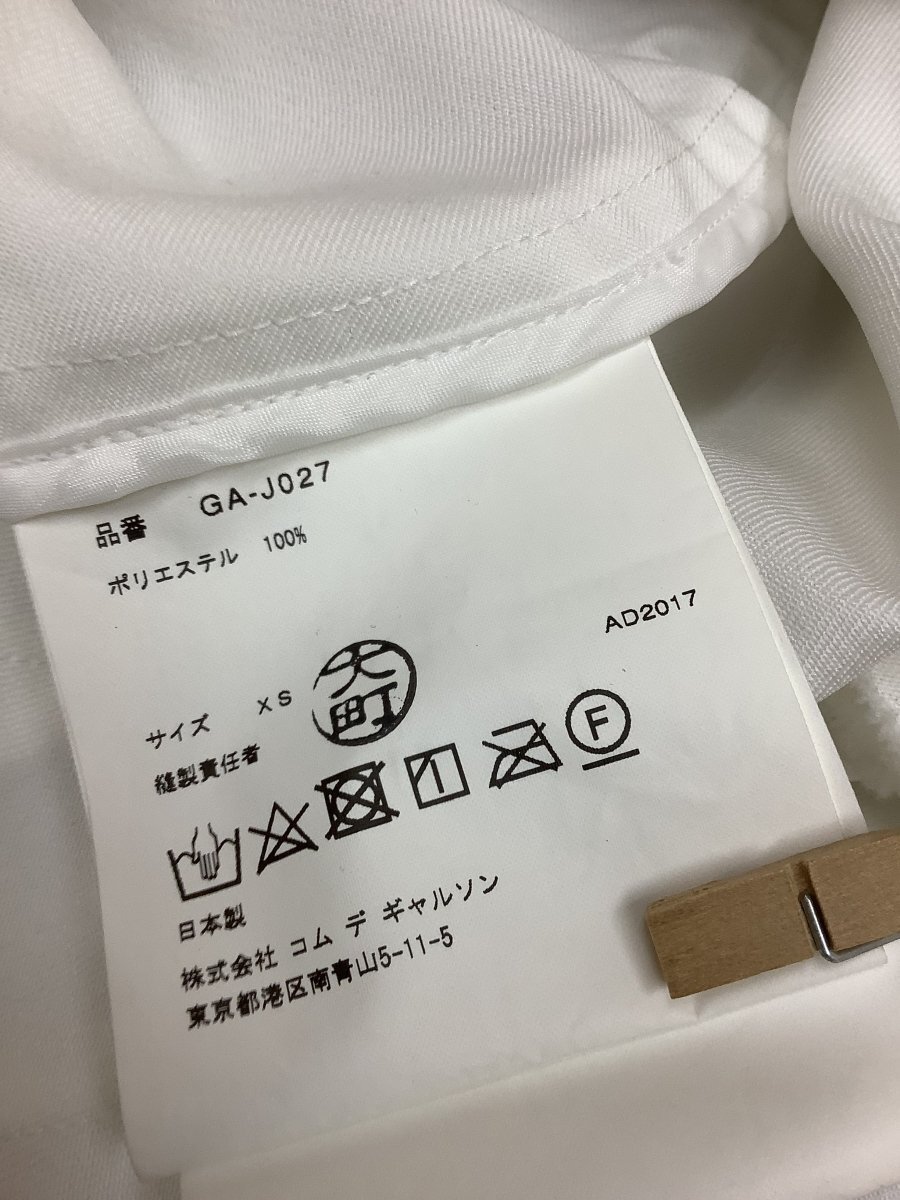 品番 GA-J027
ポリエステル 100%
AD2017
サイズ XS
縫製責任者
大町
F
日本製
株式会社 コム デ ギャルソン
東京都港区南青山5-11-5